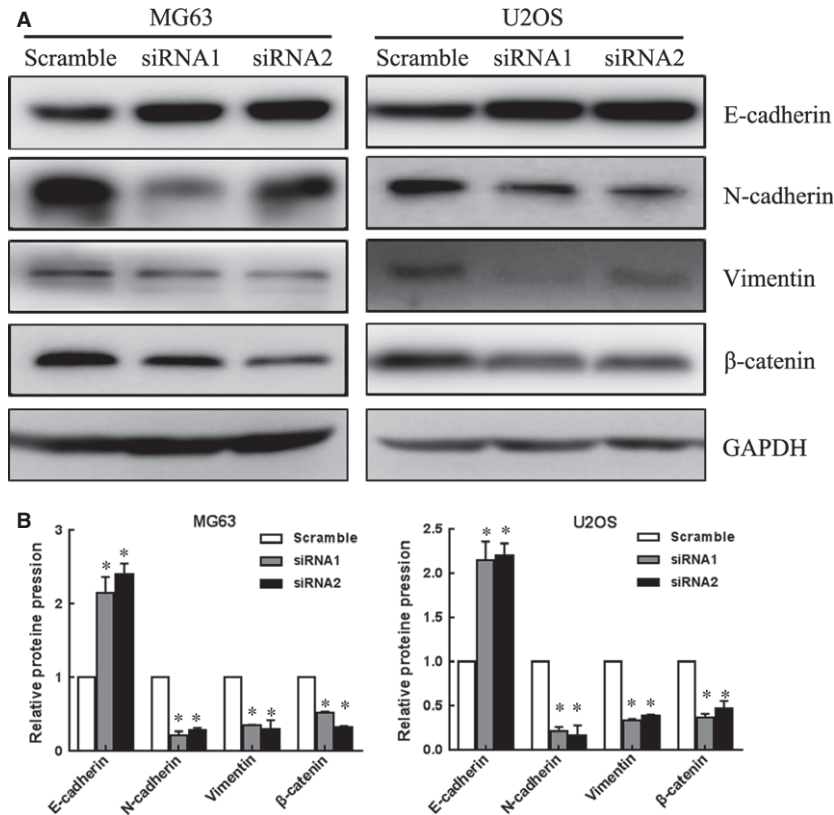 A
MG63
U2OS
Scramble siRNA1 siRNA2
Scramble siRNA1 siRNA2
E-cadherin
N-cadherin
Vimentin
β-catenin
GAPDH
B
MG63
Scramble
siRNA1
siRNA2
Relative proteine pression
3
2
1
0
* *
* *
* *
* *
E-cadherin
N-cadherin
Vimentin
β-catenin
U2OS
Scramble
siRNA1
siRNA2
Relative proteine pression
2.5
2.0
1.5
1.0
0.5
0.0
* *
* *
* *
* *
E-cadherin
N-cadherin
Vimentin
β-catenin